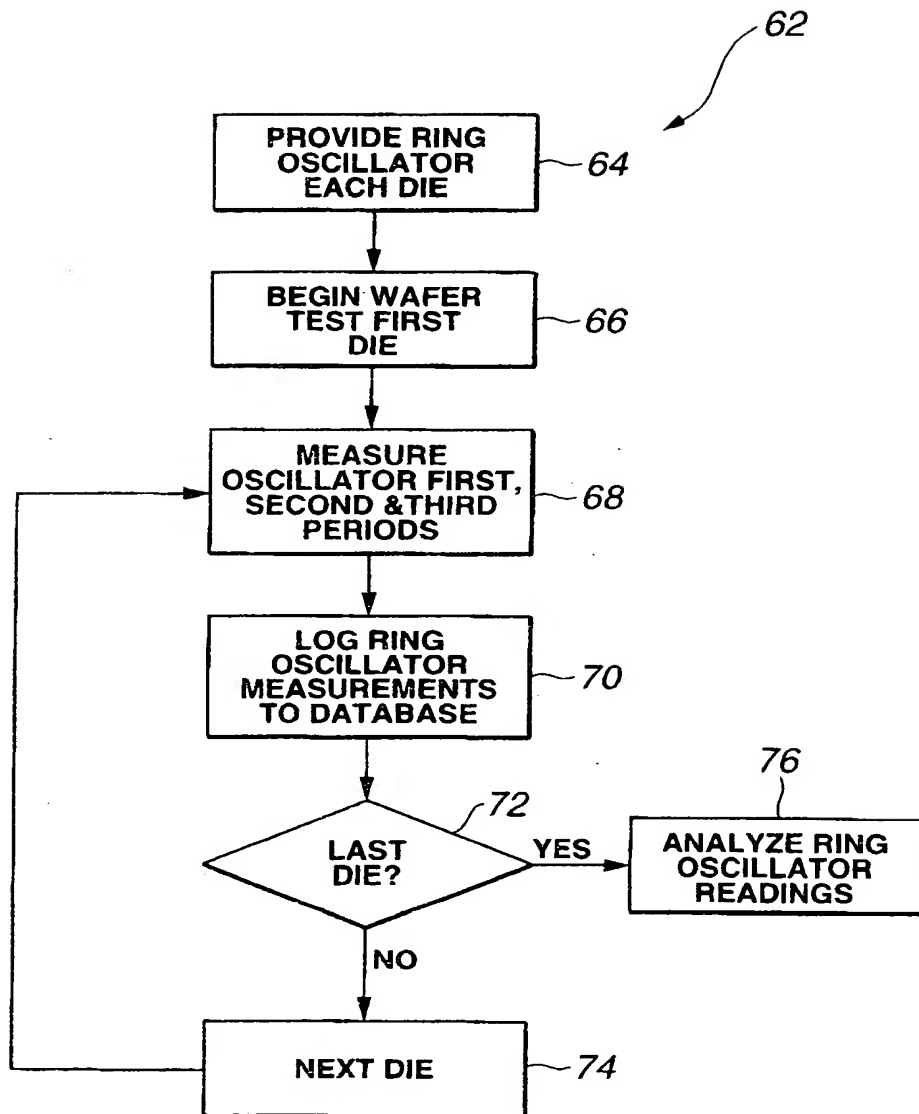 62
PROVIDE RING
OSCILLATOR
EACH DIE
64
BEGIN WAFER
TEST FIRST
DIE
66
MEASURE
OSCILLATOR FIRST,
SECOND &THIRD
PERIODS
68
LOG RING
OSCILLATOR
MEASUREMENTS
TO DATABASE
70
72
LAST
DIE?
YES
76
ANALYZE RING
OSCILLATOR
READINGS
NO
NEXT DIE
74